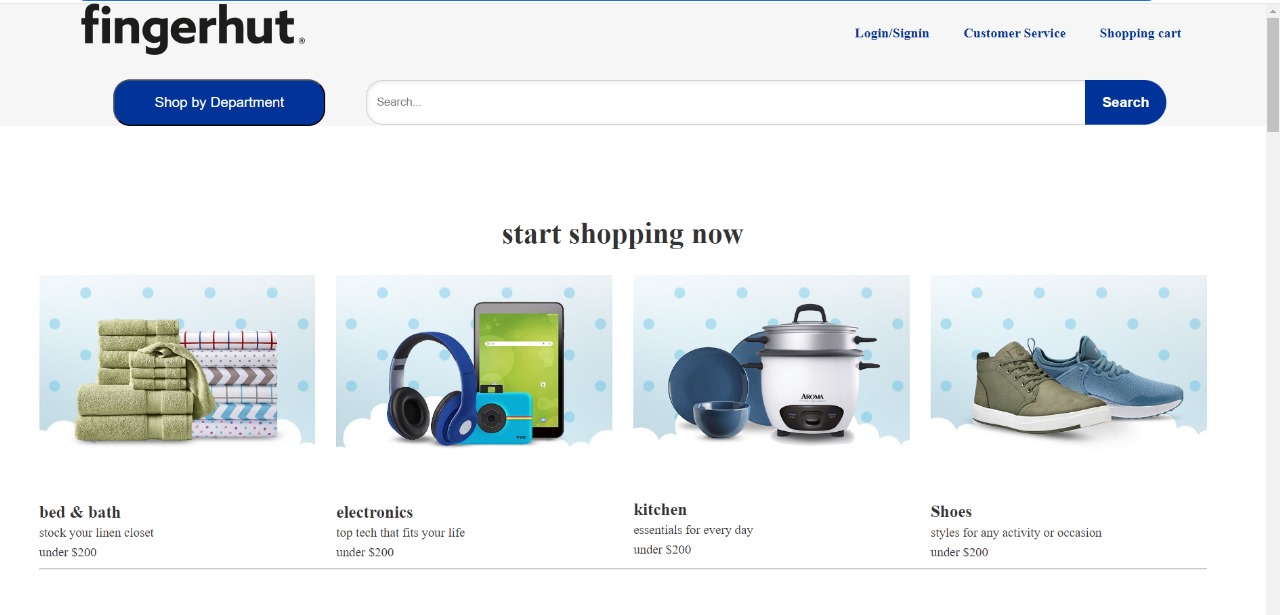 fingerhut®
Login/Signin Customer Service Shopping cart
Shop by Department Search... Search
start shopping now
AROMA
bed & bath
stock your linen closet
under $200
electronics
top tech that fits your life
under $200
kitchen
essentials for every day
under $200
Shoes
styles for any activity or occasion
under $200